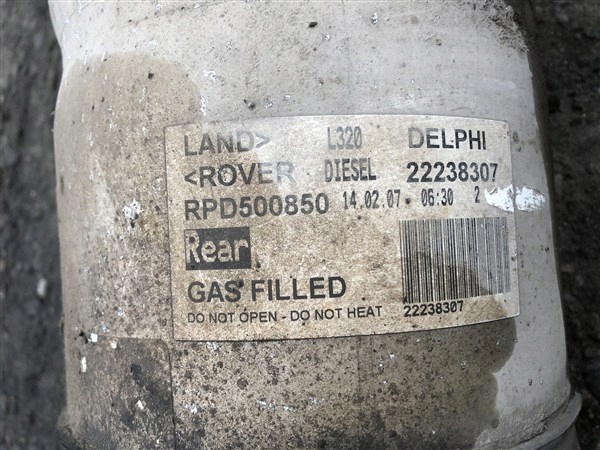 LAND> L320 DELPHI
<ROVER DIESEL 22238307
RPD500850 14.02.07 06:30 2
Rear
GAS FILLED
DO NOT OPEN - DO NOT HEAT 22238307